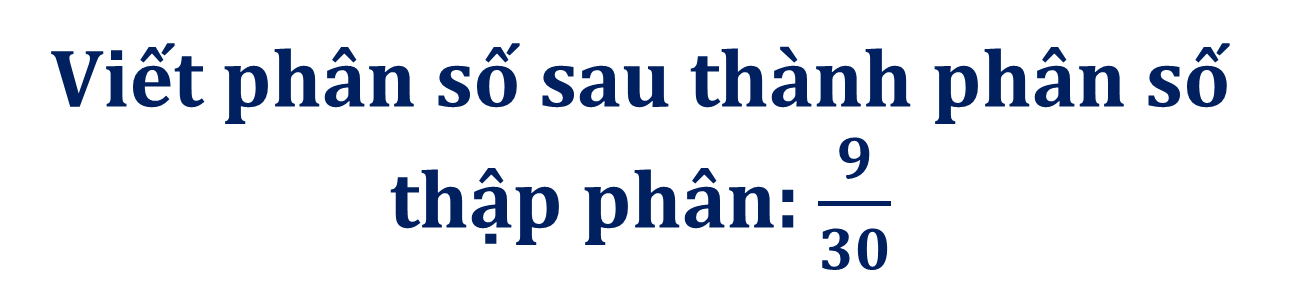 Viết phân số sau thành phân số
thập phân: 9/30